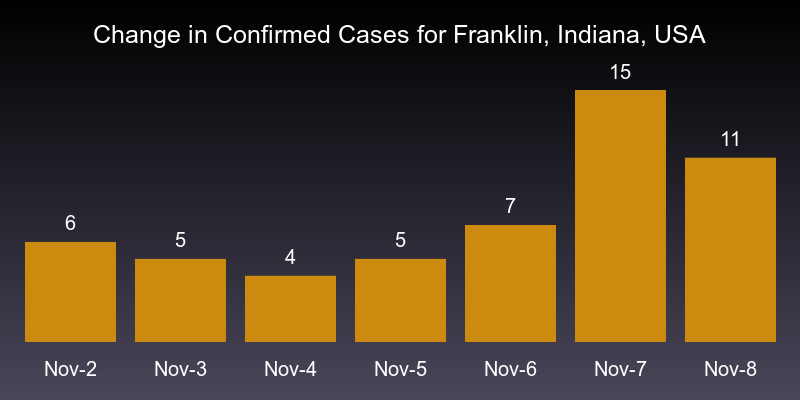 Change in Confirmed Cases for Franklin, Indiana, USA
6
5
4
5
7
15
11
Nov-2
Nov-3
Nov-4
Nov-5
Nov-6
Nov-7
Nov-8